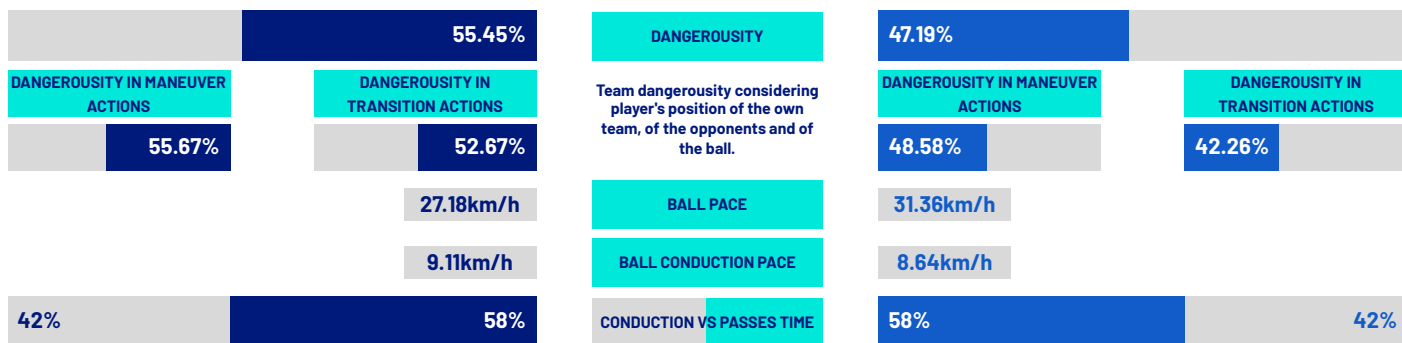 55.45%
DANGEROUSITY
47.19%
DANGEROUSITY IN MANEUVER
ACTIONS
DANGEROUSITY IN
TRANSITION ACTIONS
Team dangerousity considering
player's position of the own
team, of the opponents and of
the ball.
DANGEROUSITY IN MANEUVER
ACTIONS
DANGEROUSITY IN
TRANSITION ACTIONS
55.67%
52.67%
48.58%
42.26%
27.18km/h
BALL PACE
31.36km/h
9.11km/h
BALL CONDUCTION PACE
8.64km/h
42%
58%
CONDUCTION VS PASSES TIME
58%
42%